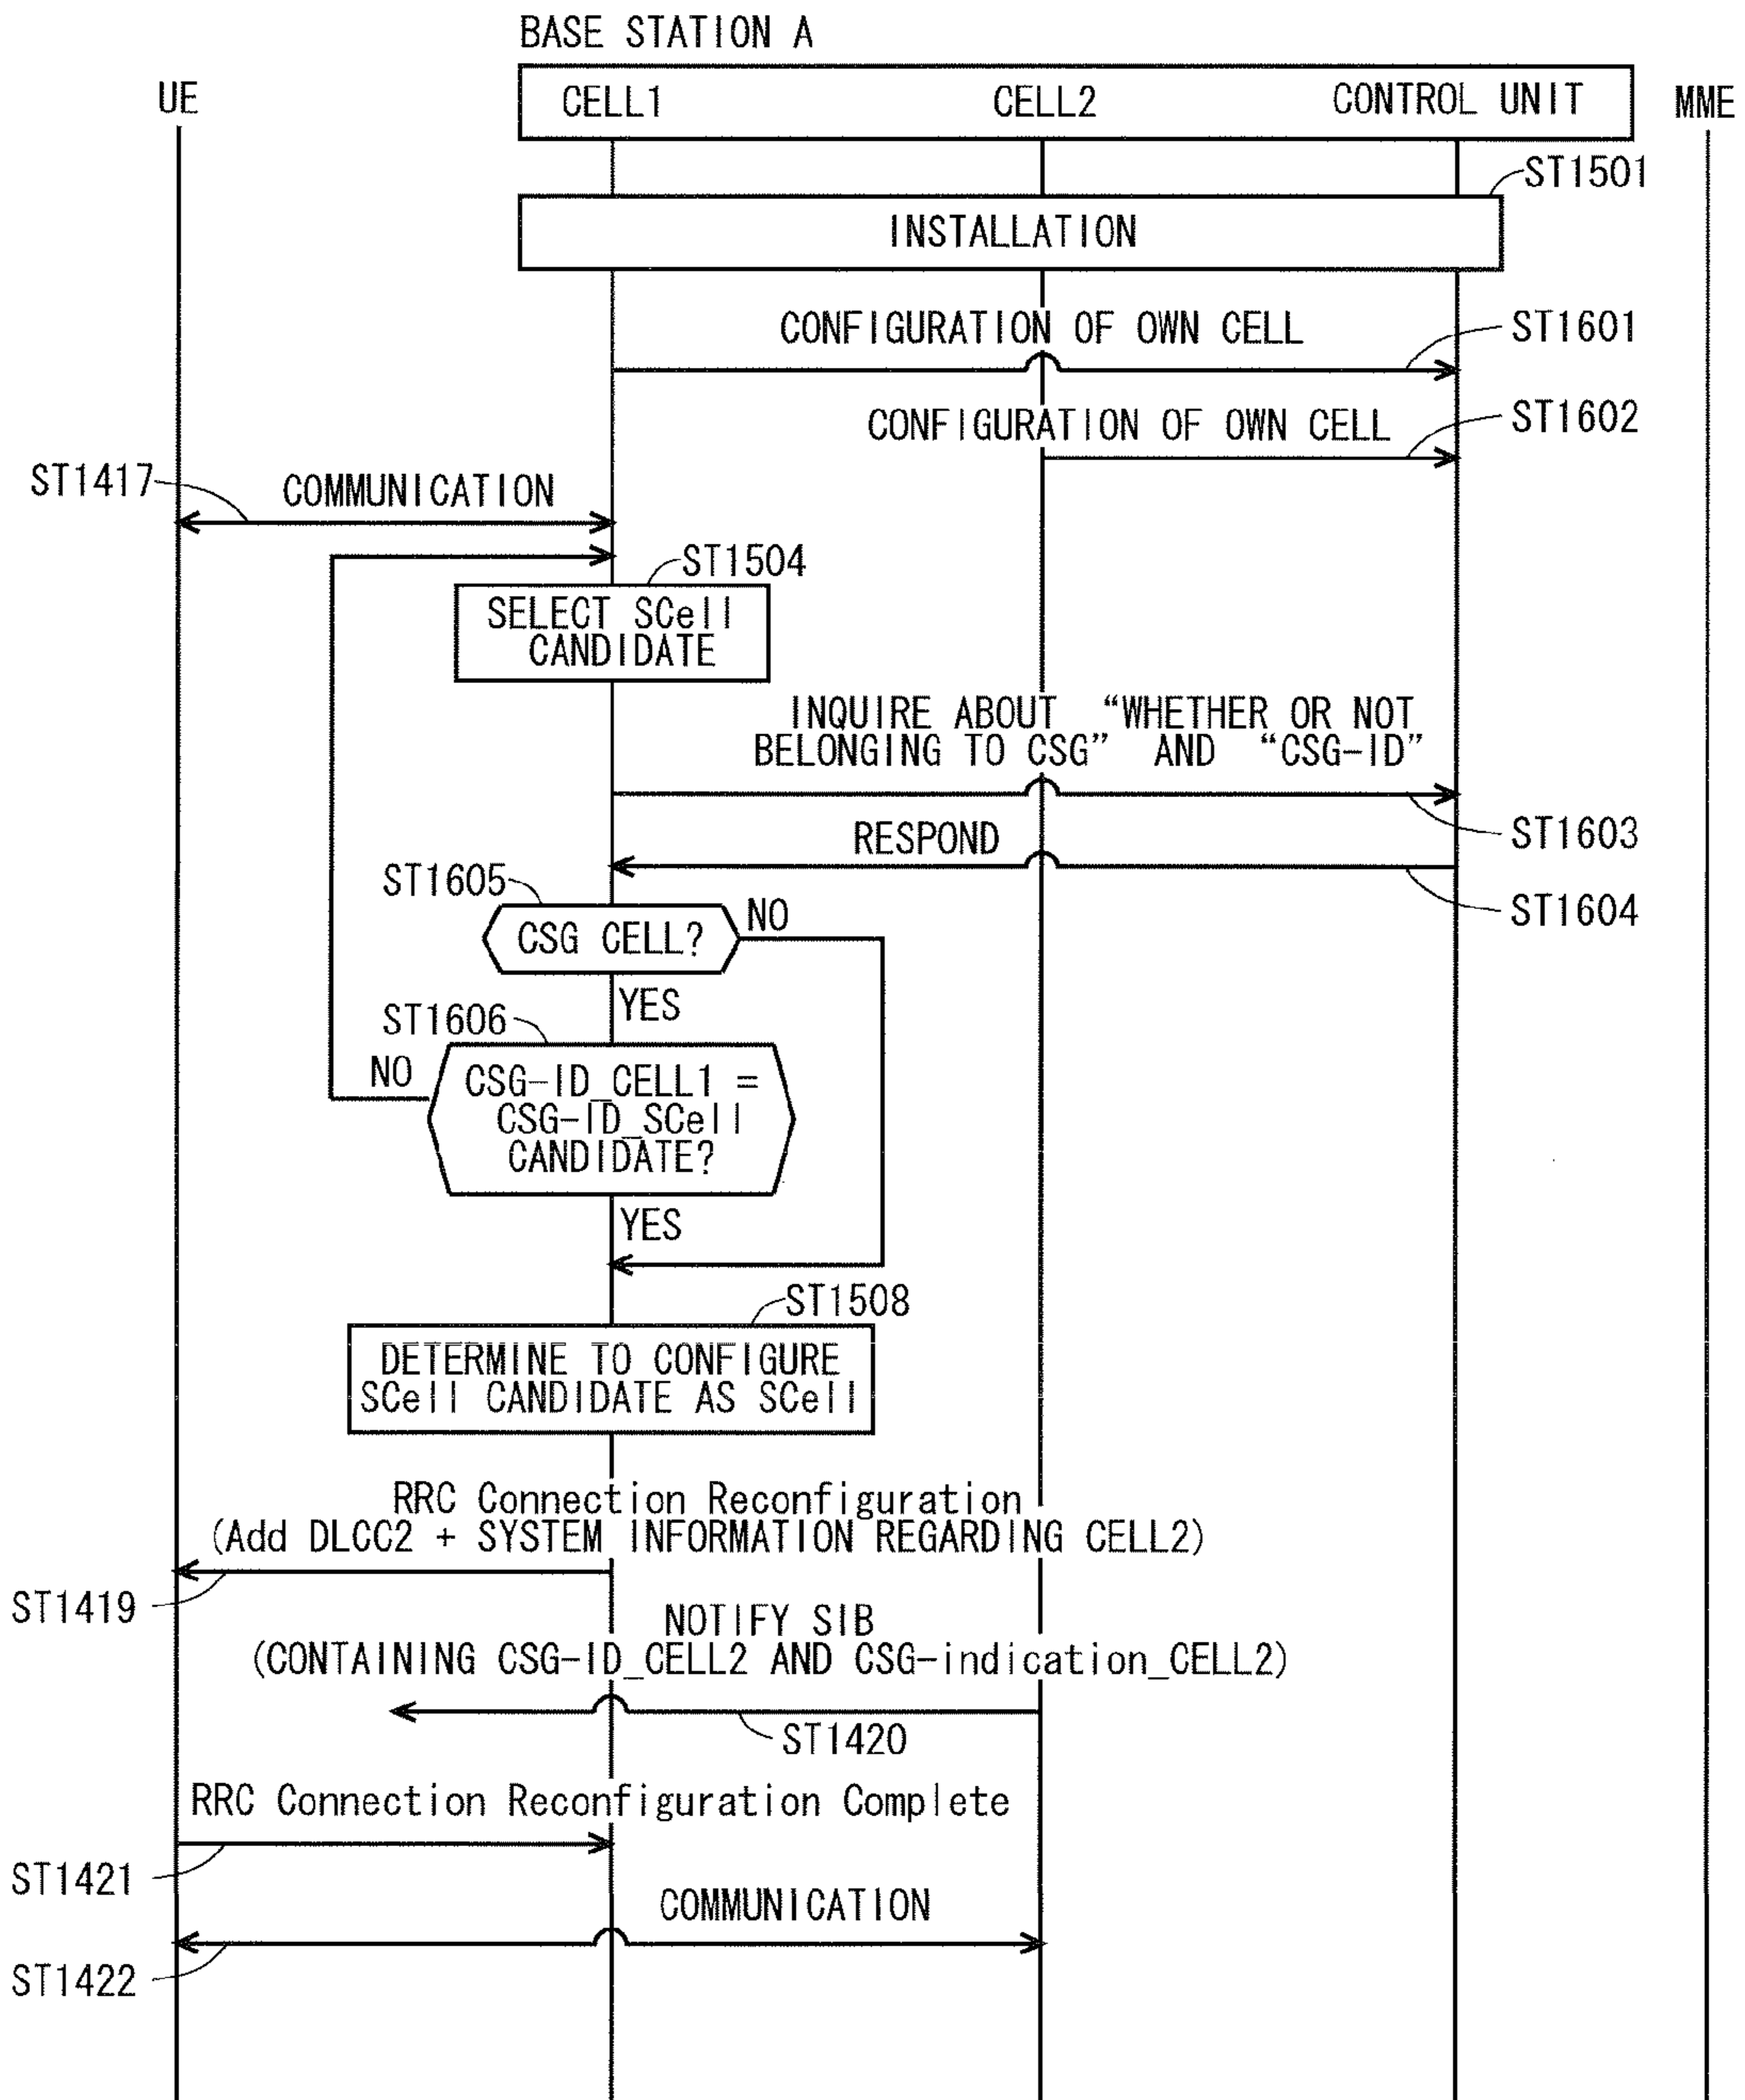 BASE STATION A
UE
CELL1
CELL2
CONTROL UNIT
MME
ST1501
INSTALLATION
CONFIGURATION OF OWN CELL
ST1601
CONFIGURATION OF OWN CELL
ST1602
ST1417
COMMUNICATION
ST1504
SELECT SCell
CANDIDATE
INQUIRE ABOUT “WHETHER OR NOT
BELONGING TO CSG” AND “CSG-ID”
ST1603
RESPOND
ST1604
ST1605
CSG CELL?
NO
YES
ST1606
NO
CSG-ID_CELL1 =
CSG-ID_SCell
CANDIDATE?
YES
ST1508
DETERMINE TO CONFIGURE
SCell CANDIDATE AS SCell
RRC Connection Reconfiguration
(Add DLCC2 + SYSTEM INFORMATION REGARDING CELL2)
ST1419
NOTIFY SIB
(CONTAINING CSG-ID_CELL2 AND CSG-indication_CELL2)
ST1420
RRC Connection Reconfiguration Complete
ST1421
COMMUNICATION
ST1422